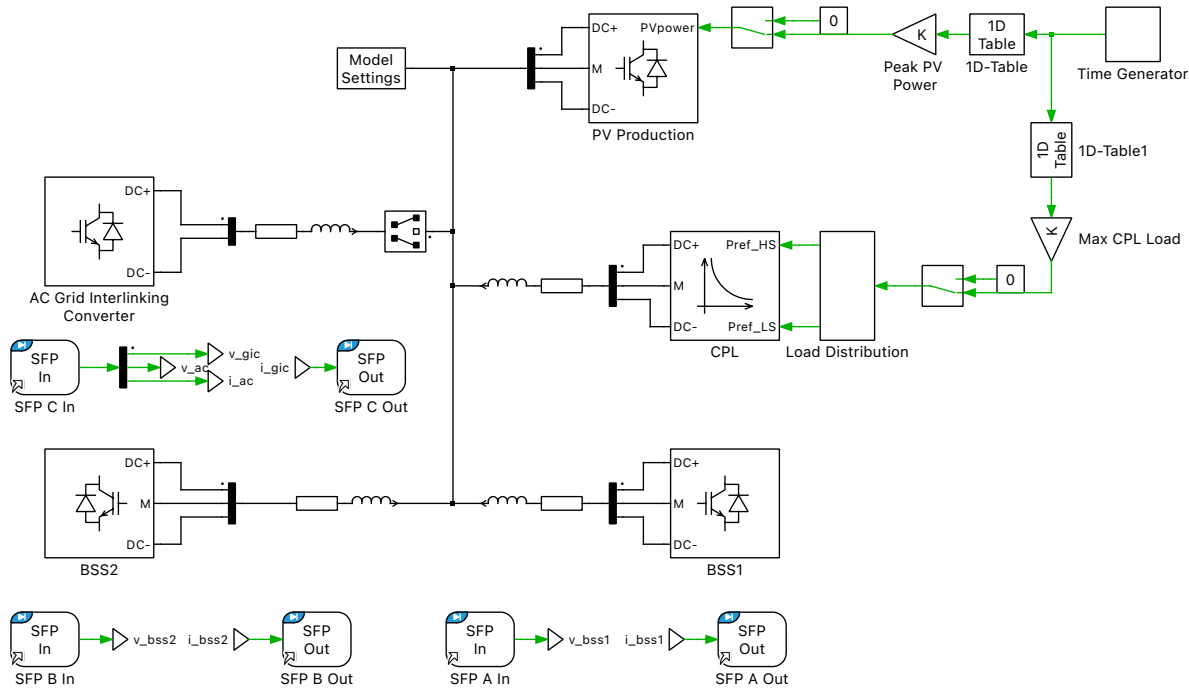 Model
Settings
DC+
M
DC-
PVpower
PV Production
0
K
Peak PV
Power
1D
Table
1D-Table
Time Generator
1D
Table
1D-Table1
K
Max CPL Load
DC+
DC-
AC Grid Interlinking
Converter
DC+
M
DC-
Pref_HS
Pref_LS
CPL
Load Distribution
0
SFP
In
SFP C In
v_gic
v_ac
i_ac
i_gic
SFP
Out
SFP C Out
DC+
M
DC-
BSS2
DC+
M
DC-
BSS1
SFP
In
SFP B In
v_bss2
i_bss2
SFP
Out
SFP B Out
SFP
In
SFP A In
v_bss1
i_bss1
SFP
Out
SFP A Out